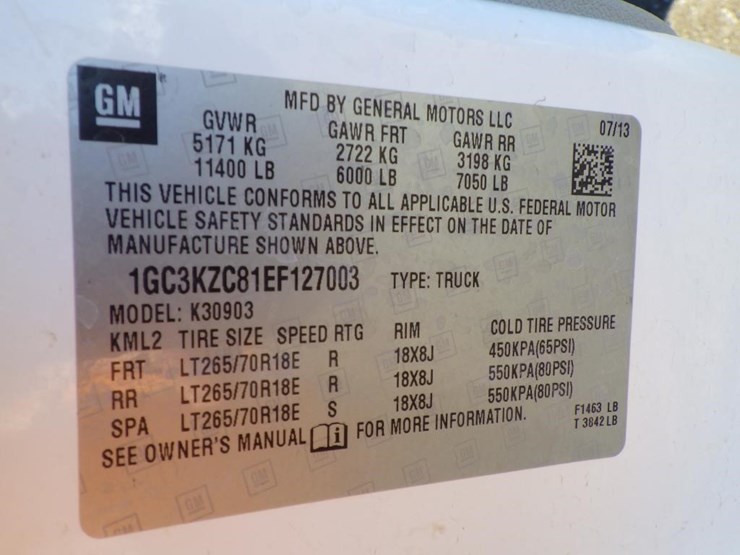 GM
MFD BY GENERAL MOTORS LLC 07/13
GVWR GAWR FRT GAWR RR
5171 KG 2722 KG 3198 KG
11400 LB 6000 LB 7050 LB
THIS VEHICLE CONFORMS TO ALL APPLICABLE U.S. FEDERAL MOTOR
VEHICLE SAFETY STANDARDS IN EFFECT ON THE DATE OF
MANUFACTURE SHOWN ABOVE.
1GC3KZC81EF127003 TYPE: TRUCK
MODEL: K30903
KML2 TIRE SIZE SPEED RTG RIM COLD TIRE PRESSURE
FRT LT265/70R18E R 18X8J 450KPA(65PSI)
RR LT265/70R18E R 18X8J 550KPA(80PSI)
SPA LT265/70R18E S 18X8J 550KPA(80PSI)
SEE OWNER'S MANUAL i FOR MORE INFORMATION.
F1463 LB
T 3842 LB